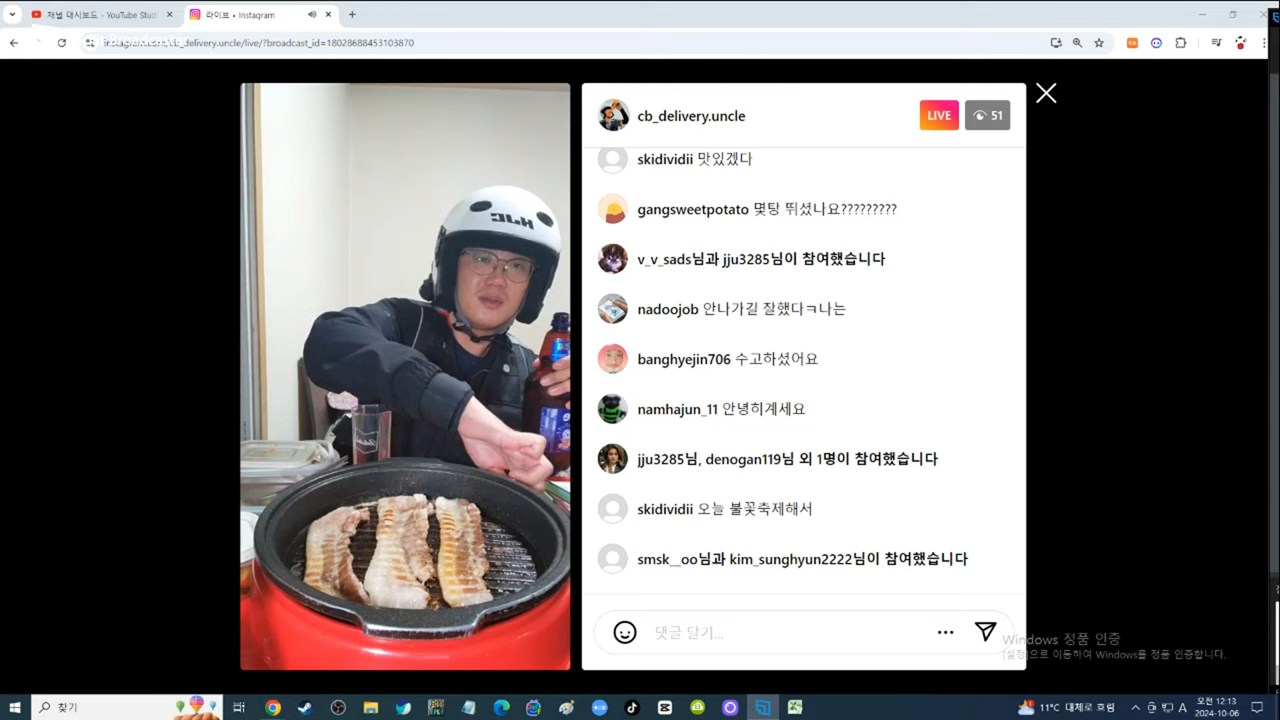 재널 대시보드 - YouTube Studi
라이브 • Instagram
instagram.com/cb_delivery.uncle/live/?broadcast_id=18028688453103870
cb_delivery.uncle
LIVE
51
skidividii 맛있겠다
gangsweetpotato 몇탕 뛰셨나요?????????
v_v_sads님과 jju3285님이 참여했습니다
nadoojob 안나가길 잘했다ㅋ나는
banghyejin706 수고하셨어요
namhajun_11 안녕히계세요
jju3285님, denogan119님 외 1명이 참여했습니다
skidividii 오늘 불꽃축제해서
smsk__oo님과 kim_sunghyun2222님이 참여했습니다
댓글 달기...
Windows 정품 인증
[설정]으로 이동하여 Windows를 정품 인증합니다.
찾기
11°C 대체로 흐림
A
오전 12:13
2024-10-06